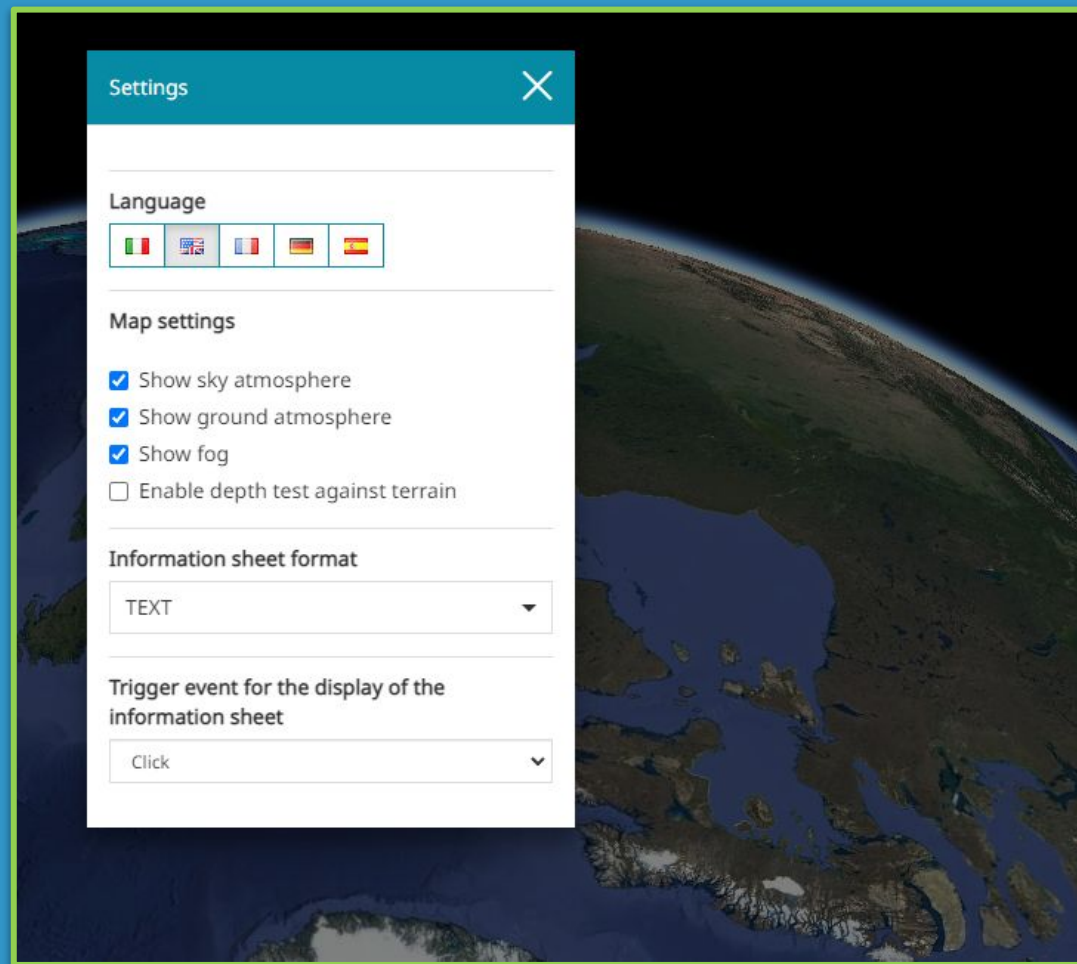 Settings
Language
Map settings
Show sky atmosphere
Show ground atmosphere
Show fog
Enable depth test against terrain
Information sheet format
TEXT
Trigger event for the display of the
information sheet
Click